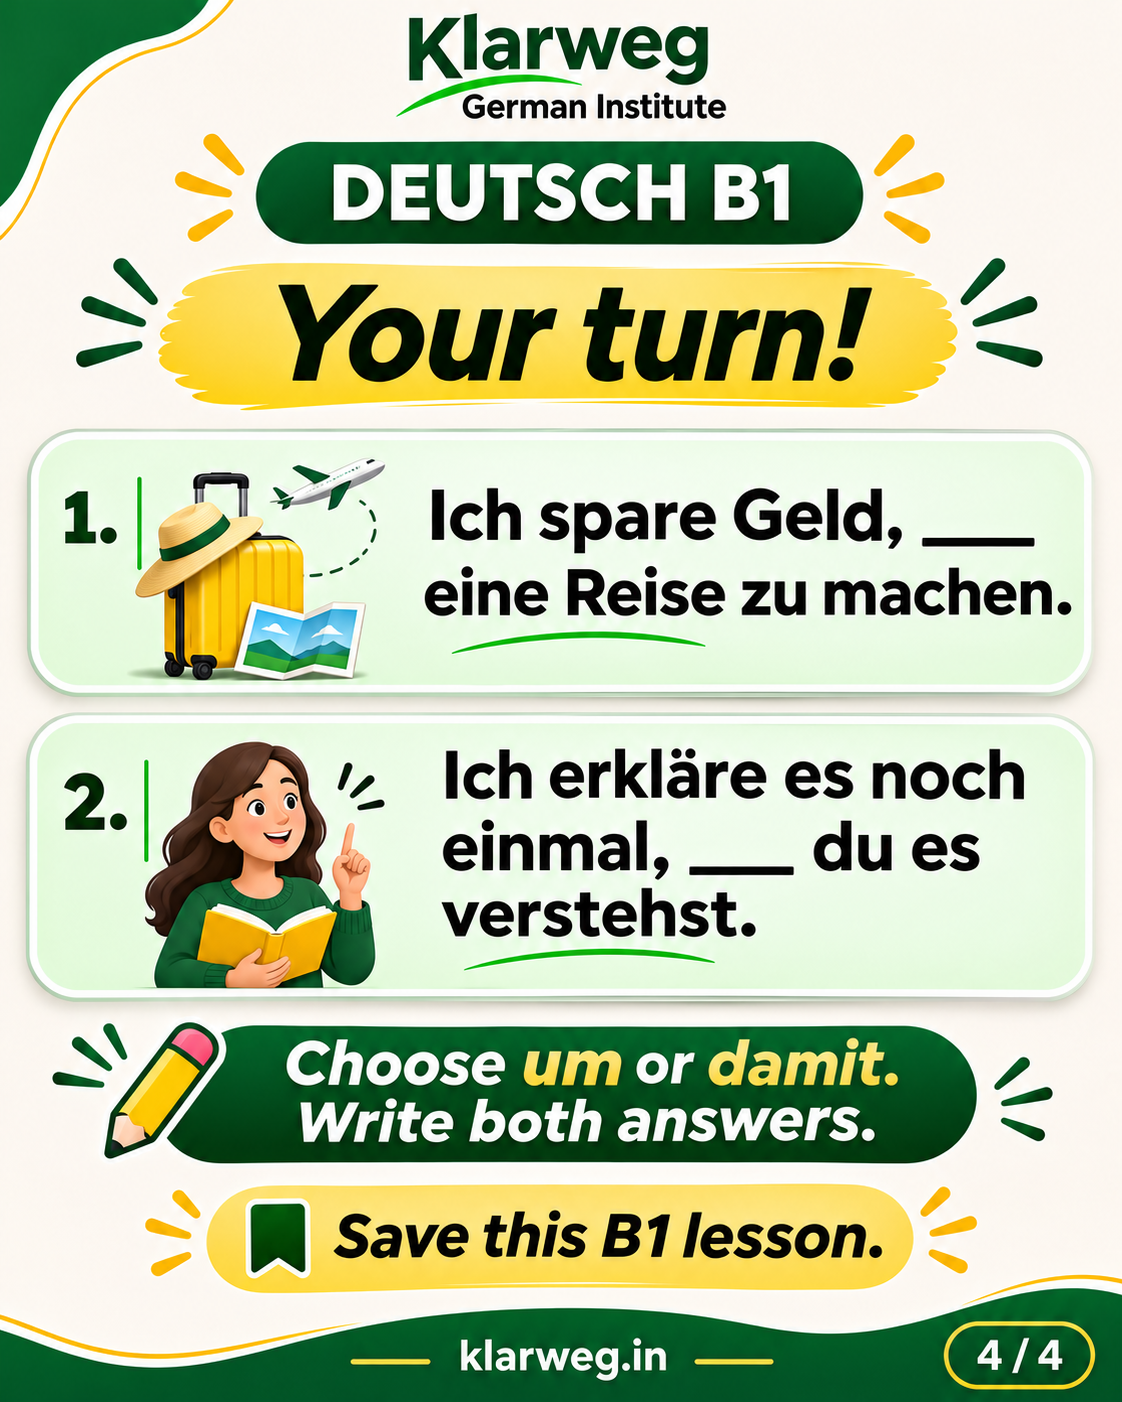 Klarweg
German Institute
DEUTSCH B1
Your turn!
1.
Ich spare Geld, ___
eine Reise zu machen.
2.
Ich erkläre es noch
einmal, ___ du es
verstehst.
Choose um or damit.
Write both answers.
Save this B1 lesson.
klarweg.in
4 / 4